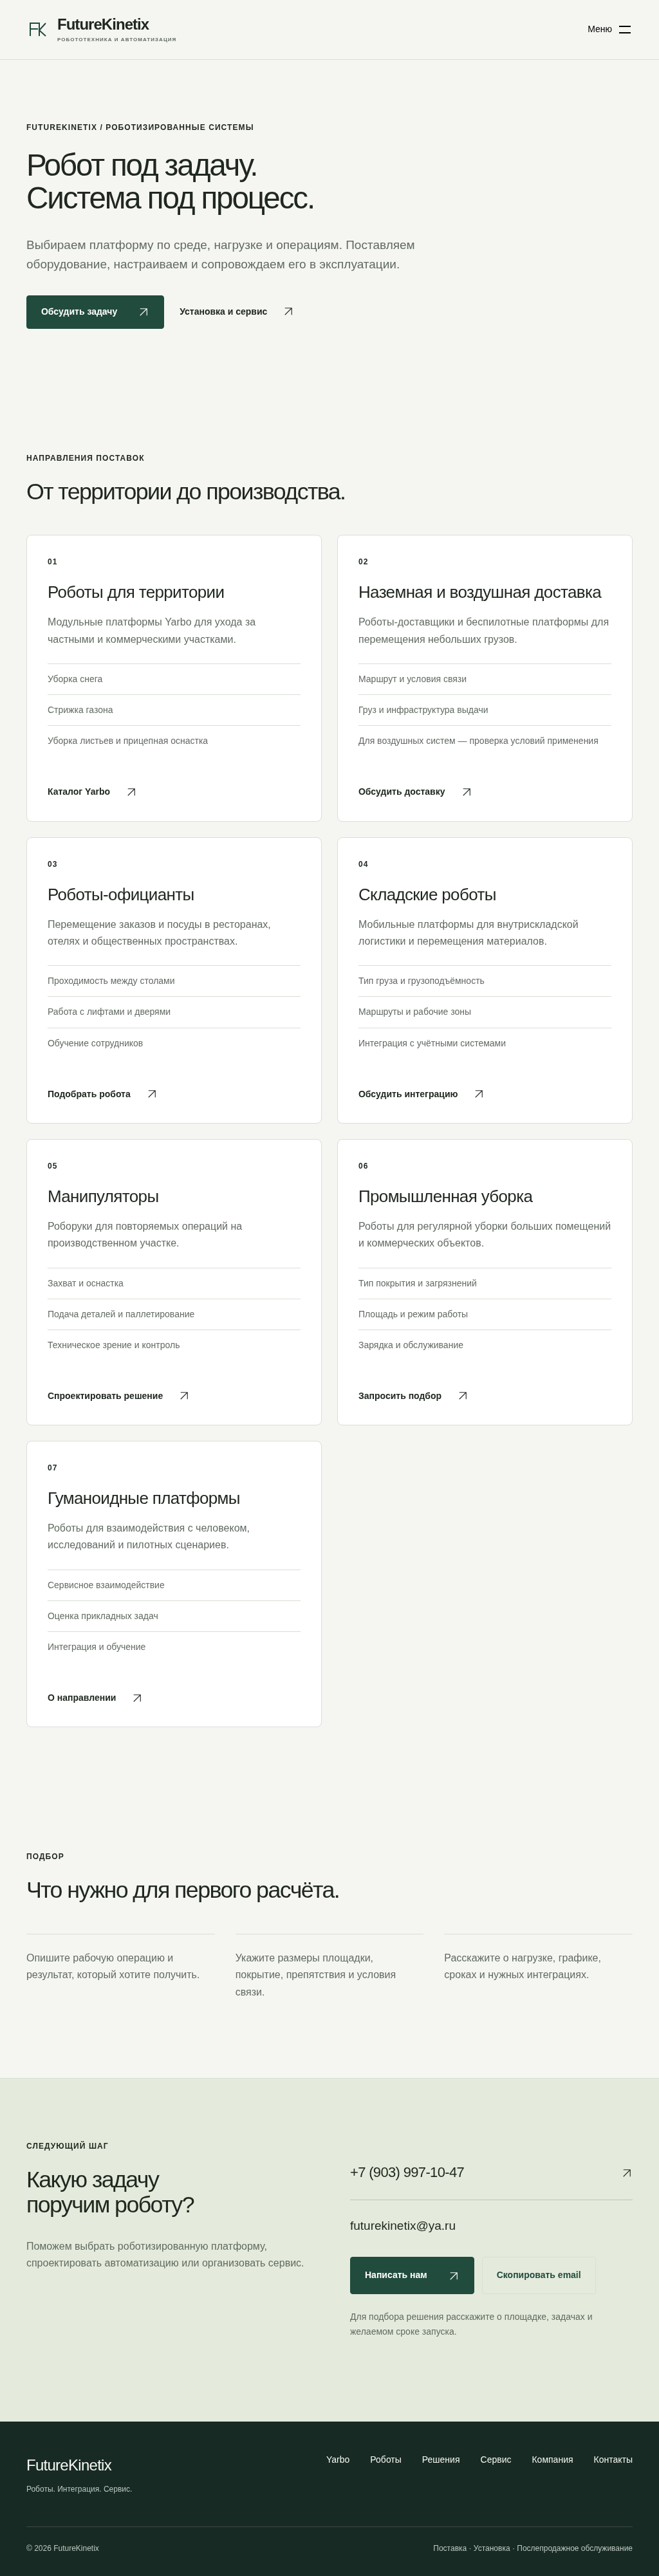 FutureKinetix
РОБОТОТЕХНИКА И АВТОМАТИЗАЦИЯ
Меню
FUTUREKINETIX / РОБОТИЗИРОВАННЫЕ СИСТЕМЫ
Робот под задачу.
Система под процесс.
Выбираем платформу по среде, нагрузке и операциям. Поставляем
оборудование, настраиваем и сопровождаем его в эксплуатации.
Обсудить задачу
Установка и сервис
НАПРАВЛЕНИЯ ПОСТАВОК
От территории до производства.
01
Роботы для территории
Модульные платформы Yarbo для ухода за
частными и коммерческими участками.
Уборка снега
Стрижка газона
Уборка листьев и прицепная оснастка
Каталог Yarbo
02
Наземная и воздушная доставка
Роботы-доставщики и беспилотные платформы для
перемещения небольших грузов.
Маршрут и условия связи
Груз и инфраструктура выдачи
Для воздушных систем — проверка условий применения
Обсудить доставку
03
Роботы-официанты
Перемещение заказов и посуды в ресторанах,
отелях и общественных пространствах.
Проходимость между столами
Работа с лифтами и дверями
Обучение сотрудников
Подобрать робота
04
Складские роботы
Мобильные платформы для внутрискладской
логистики и перемещения материалов.
Тип груза и грузоподъёмность
Маршруты и рабочие зоны
Интеграция с учётными системами
Обсудить интеграцию
05
Манипуляторы
Роборуки для повторяемых операций на
производственном участке.
Захват и оснастка
Подача деталей и паллетирование
Техническое зрение и контроль
Спроектировать решение
06
Промышленная уборка
Роботы для регулярной уборки больших помещений
и коммерческих объектов.
Тип покрытия и загрязнений
Площадь и режим работы
Зарядка и обслуживание
Запросить подбор
07
Гуманоидные платформы
Роботы для взаимодействия с человеком,
исследований и пилотных сценариев.
Сервисное взаимодействие
Оценка прикладных задач
Интеграция и обучение
О направлении
ПОДБОР
Что нужно для первого расчёта.
Опишите рабочую операцию и
результат, который хотите получить.
Укажите размеры площадки,
покрытие, препятствия и условия
связи.
Расскажите о нагрузке, графике,
сроках и нужных интеграциях.
СЛЕДУЮЩИЙ ШАГ
Какую задачу
поручим роботу?
Поможем выбрать роботизированную платформу,
спроектировать автоматизацию или организовать сервис.
+7 (903) 997-10-47
futurekinetix@ya.ru
Написать нам
Скопировать email
Для подбора решения расскажите о площадке, задачах и
желаемом сроке запуска.
FutureKinetix
Роботы. Интеграция. Сервис.
Yarbo
Роботы
Решения
Сервис
Компания
Контакты
© 2026 FutureKinetix
Поставка · Установка · Послепродажное обслуживание